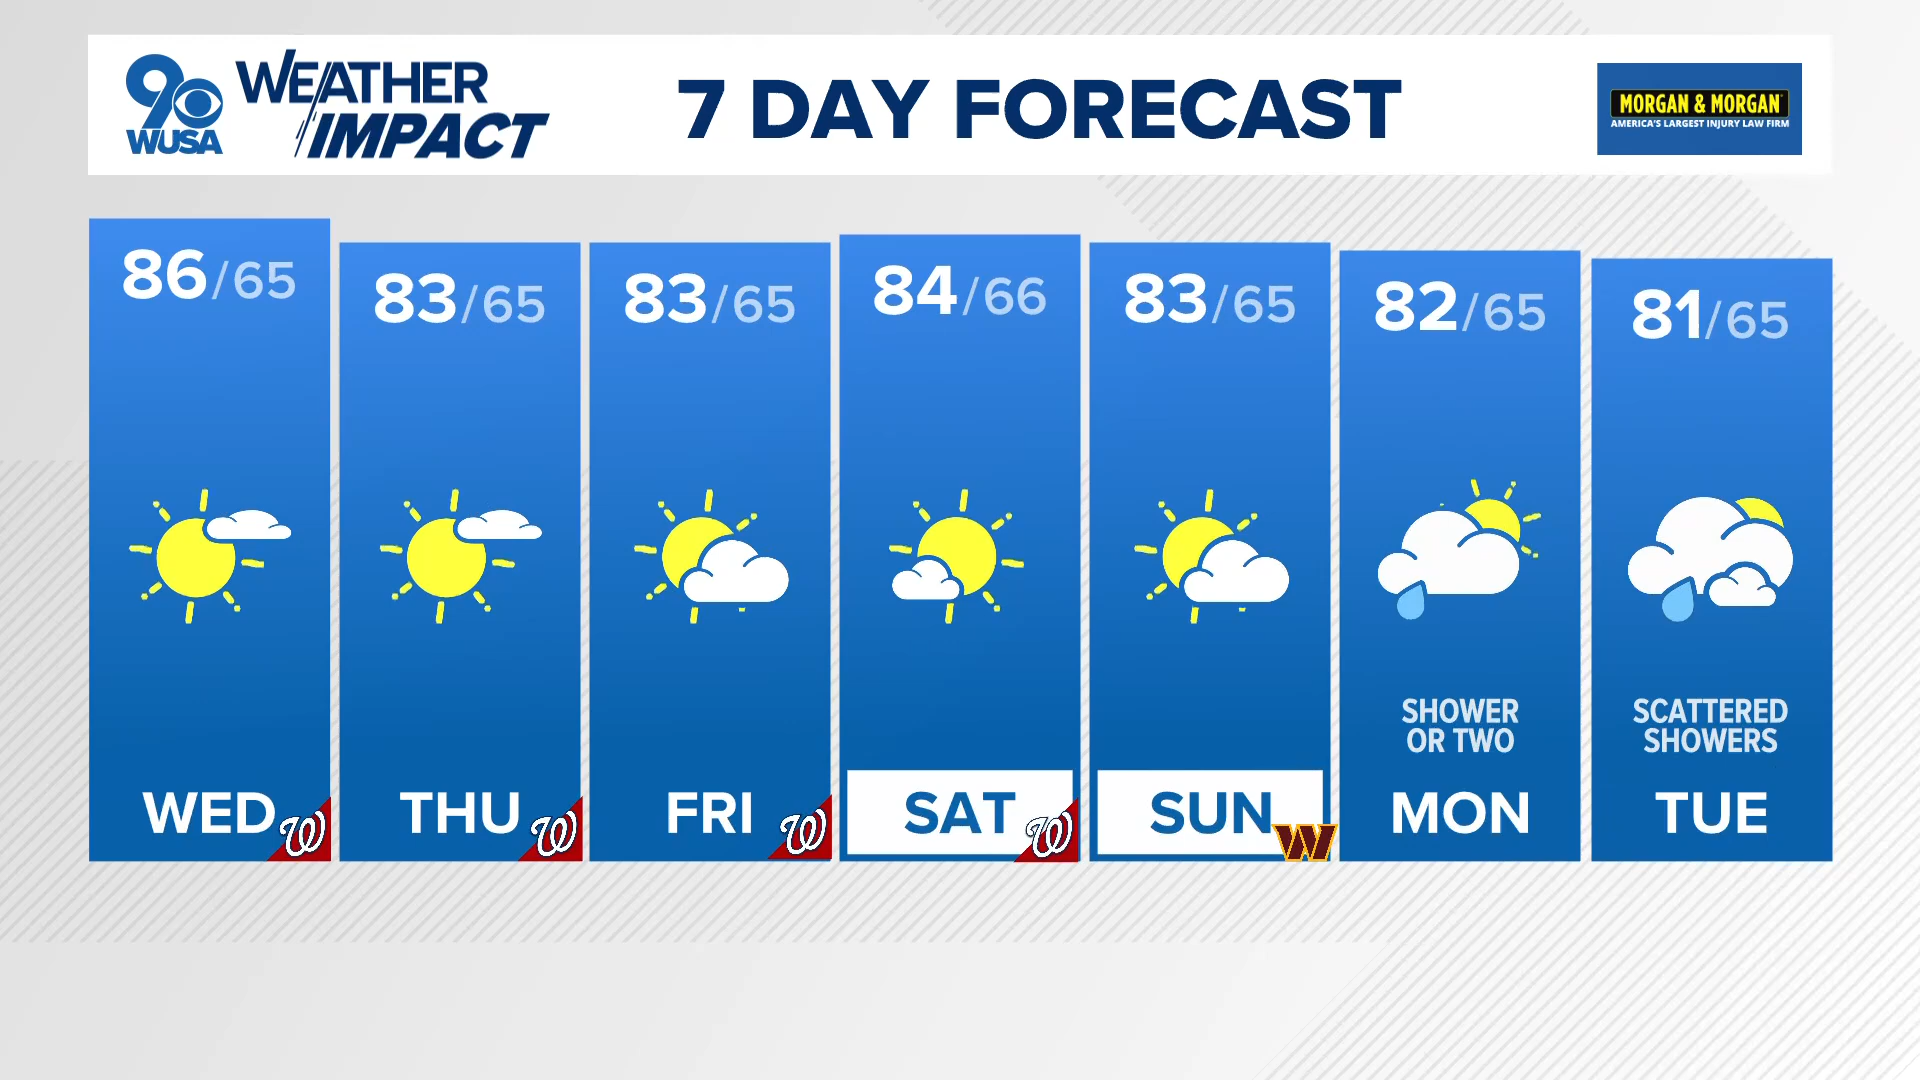 9 WUSA
WEATHER
IMPACT
7 DAY FORECAST
MORGAN & MORGAN
AMERICA'S LARGEST INJURY LAW FIRM
86/65
83/65
83/65
84/66
83/65
82/65
81/65
SHOWER
OR TWO
SCATTERED
SHOWERS
WED
W
THU
W
FRI
W
SAT
W
SUN
W
MON
TUE